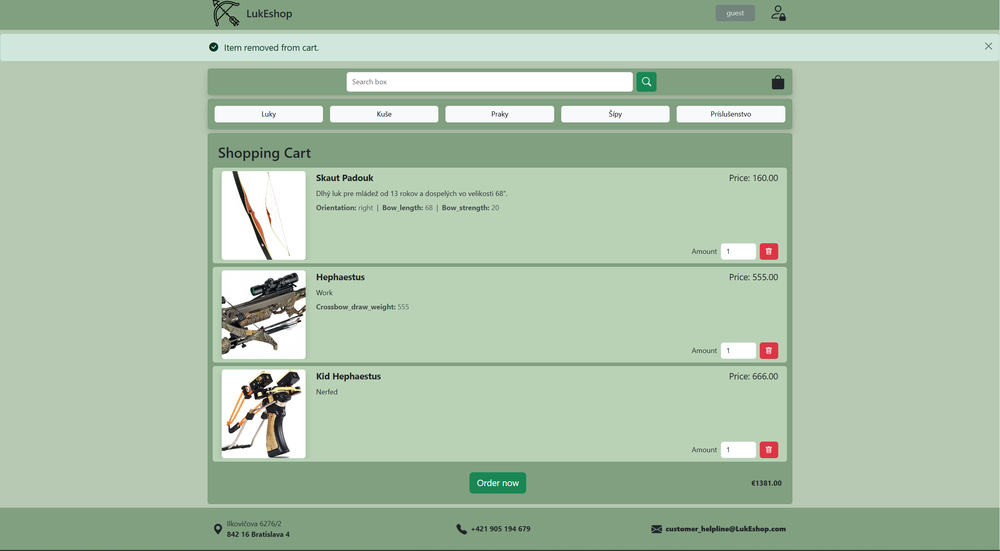 LukEshop
guest
Item removed from cart.
Search box
Luky
Kuše
Praky
Šípy
Príslušenstvo
Shopping Cart
Skaut Padouk
Price: 160.00
Dlhý luk pre mládež od 13 rokov a dospelých vo velikosti 68".
Orientation: right | Bow_length: 68 | Bow_strength: 20
Amount 1
Hephaestus
Price: 555.00
Work
Crossbow_draw_weight: 555
Amount 1
Kid Hephaestus
Price: 666.00
Nerfed
Amount 1
Order now
€1381.00
Ilkovičova 6276/2
842 16 Bratislava 4
+421 905 194 679
customer_helpline@LukEshop.com